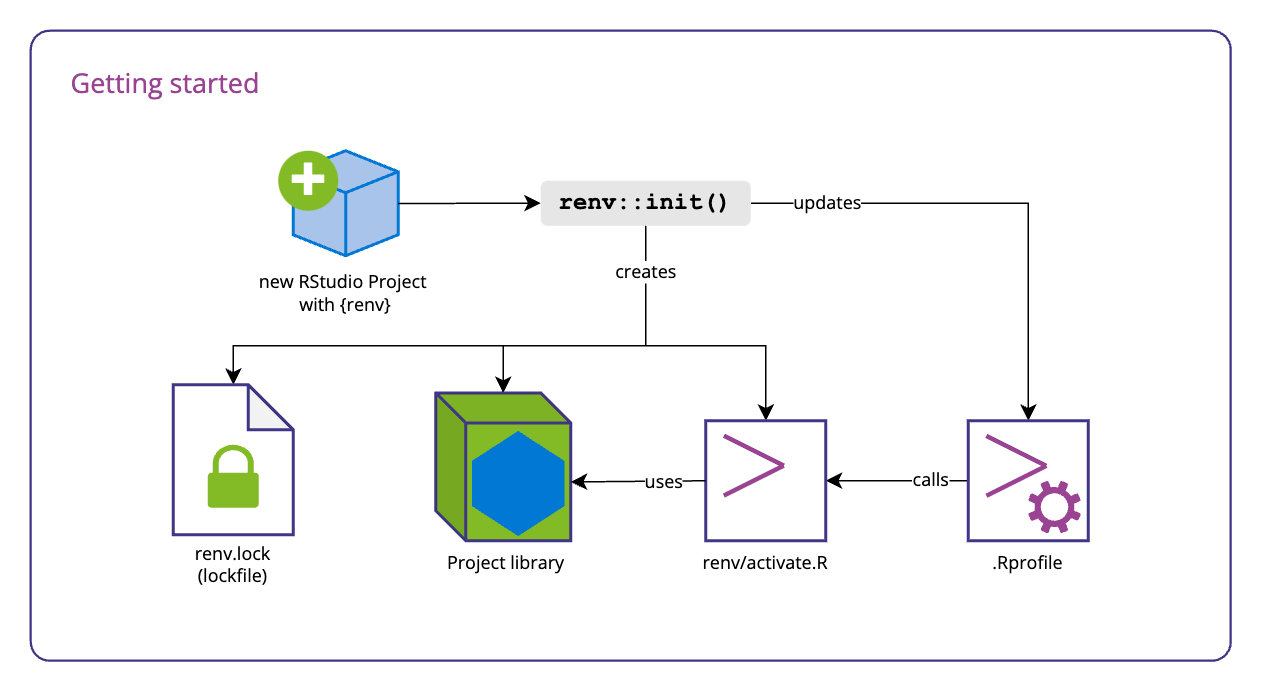 Getting started
renv::init()
updates
creates
new RStudio Project
with {renv}
uses
calls
renv.lock
(lockfile)
Project library
renv/activate.R
.Rprofile